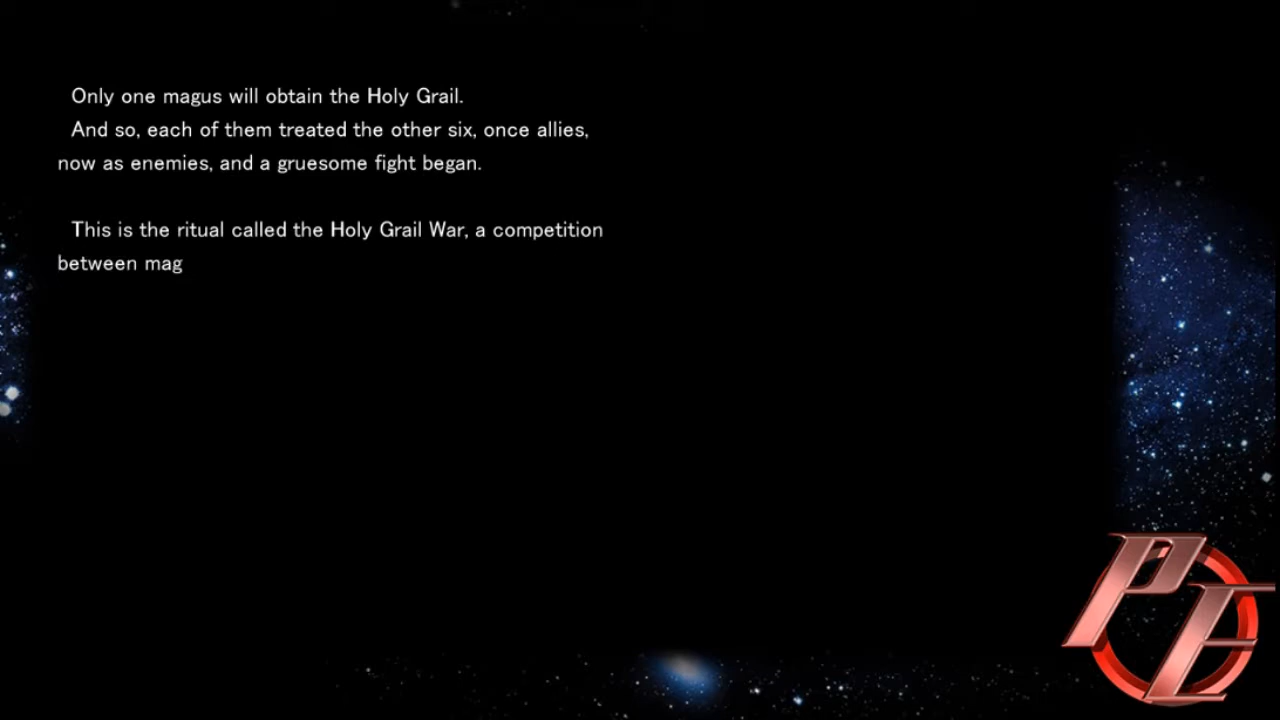 Only one magus will obtain the Holy Grail.
And so, each of them treated the other six, once allies,
now as enemies, and a gruesome fight began.
This is the ritual called the Holy Grail War, a competition
between mag
PE